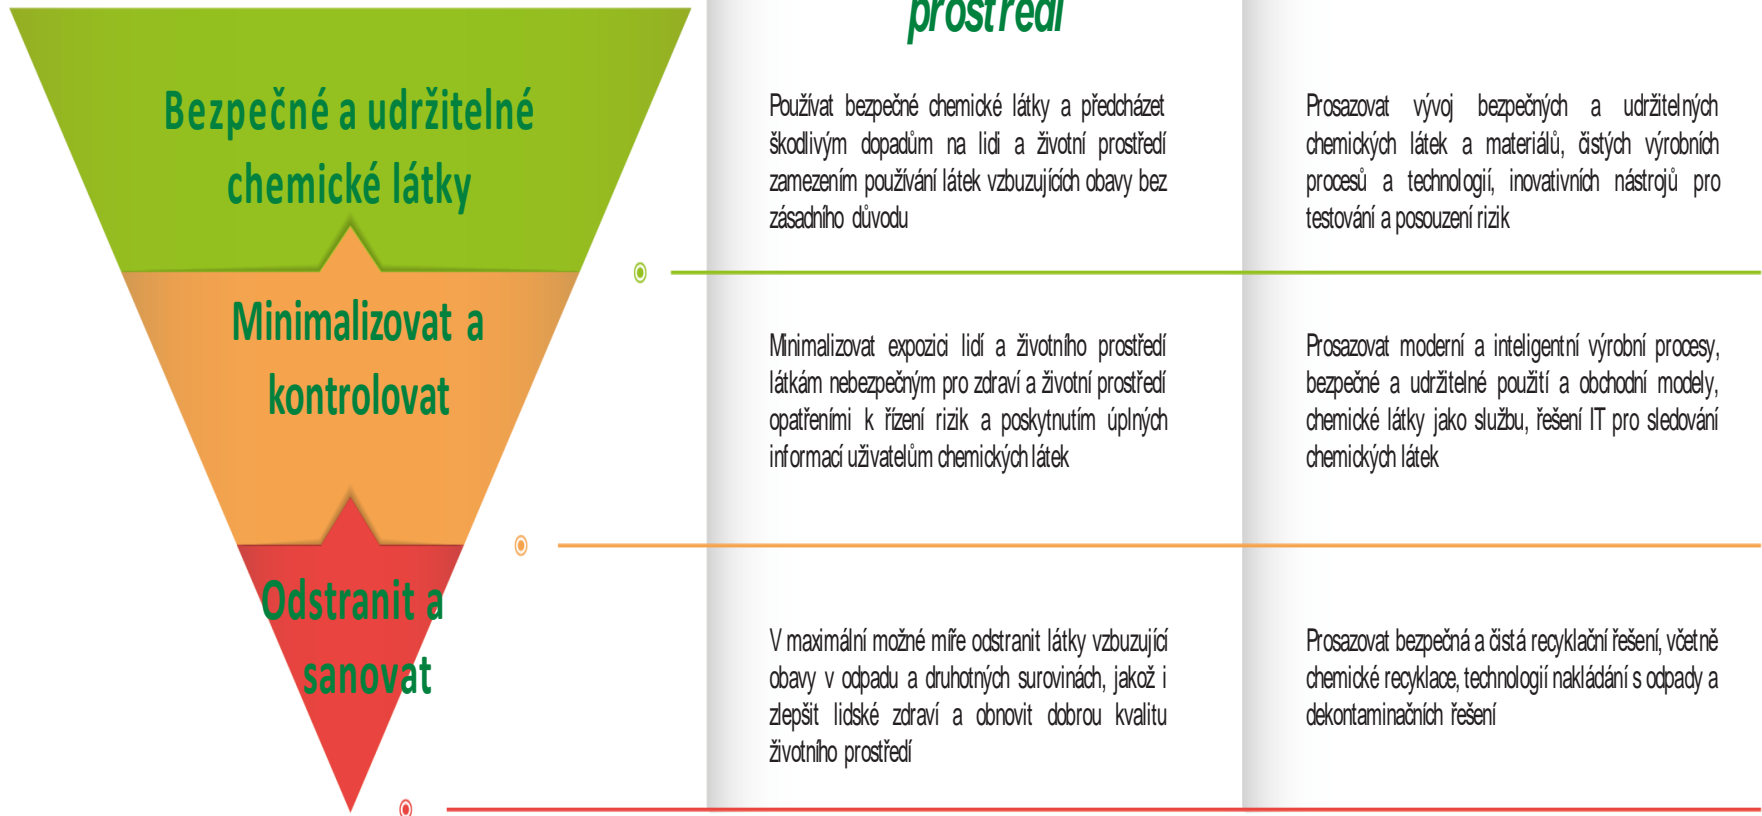 prostředí
Bezpečné a udržitelné
chemické látky
Používat bezpečné chemické látky a předcházet
škodlivým dopadům na lidi a životní prostředí
zamezením používání látek vzbuzujících obavy bez
zásadního důvodu
Prosazovat vývoj bezpečných a udržitelných
chemických látek a materiálů, čistých výrobních
procesů a technologií, inovativních nástrojů pro
testování a posouzení rizik
Minimalizovat a
kontrolovat
Minimalizovat expozici lidí a životního prostředí
látkám nebezpečným pro zdraví a životní prostředí
opatřeními k řízení rizik a poskytnutím úplných
informací uživatelům chemických látek
Prosazovat moderní a inteligentní výrobní procesy,
bezpečné a udržitelné použití a obchodní modely,
chemické látky jako službu, řešení IT pro sledování
chemických látek
Odstranit a
sanovat
V maximální možné míře odstranit látky vzbuzující
obavy v odpadu a druhotných surovinách, jakož i
zlepšit lidské zdraví a obnovit dobrou kvalitu
životního prostředí
Prosazovat bezpečná a čistá recyklační řešení, včetně
chemické recyklace, technologií nakládání s odpady a
dekontaminačních řešení